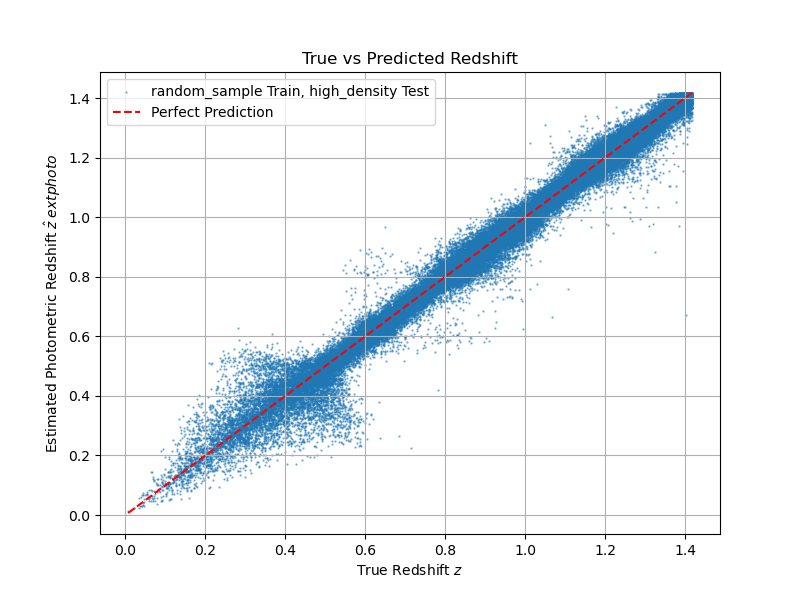 True vs Predicted Redshift
random_sample Train, high_density Test
Perfect Prediction
Estimated Photometric Redshift ẑ extphoto
1.4
1.2
1.0
0.8
0.6
0.4
0.2
0.0
0.0 0.2 0.4 0.6 0.8 1.0 1.2 1.4
True Redshift z